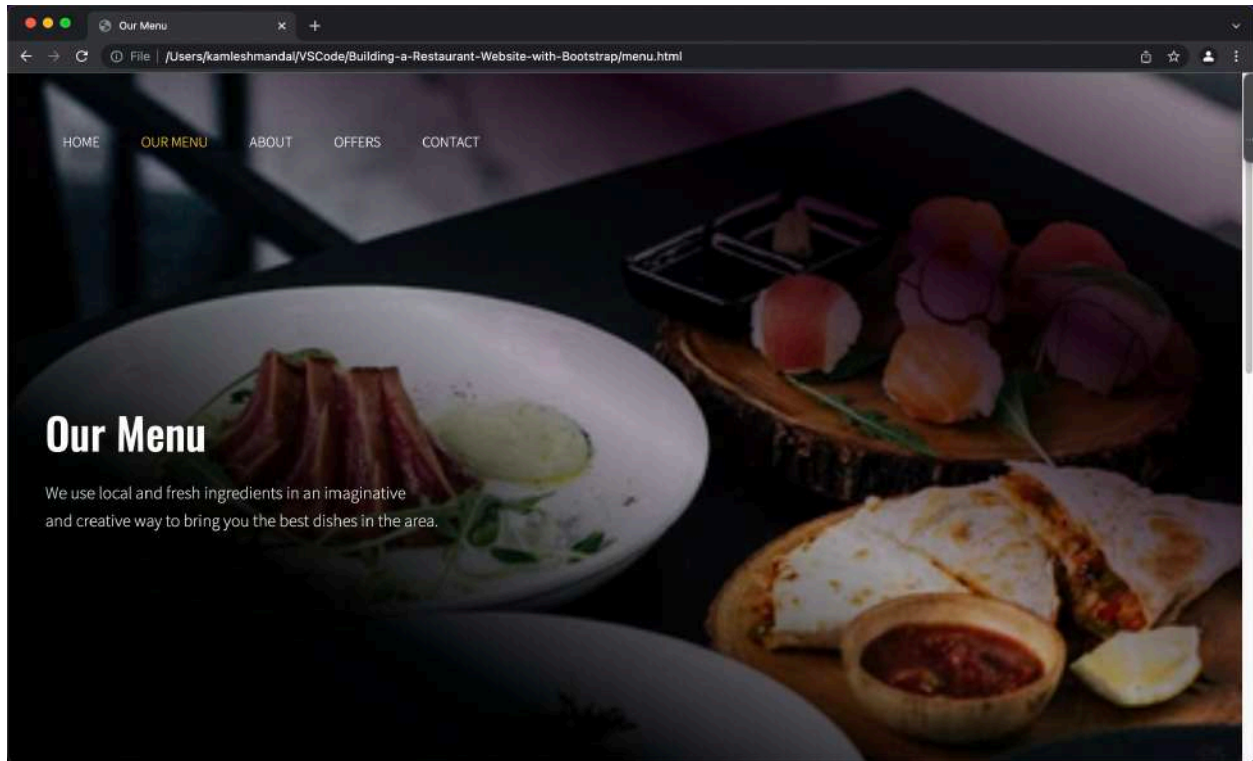 Our Menu
File | /Users/kamleshmandal/VSCode/Building-a-Restaurant-Website-with-Bootstrap/menu.html
HOME OUR MENU ABOUT OFFERS CONTACT
Our Menu
We use local and fresh ingredients in an imaginative
and creative way to bring you the best dishes in the area.